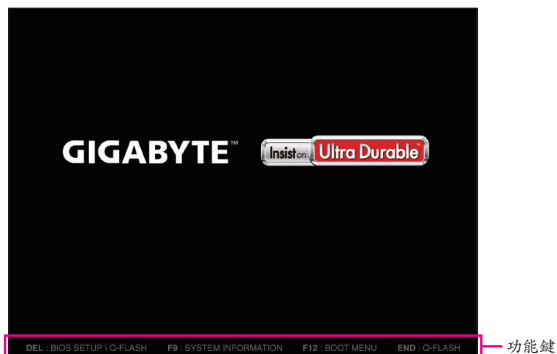 GIGABYTE™ Insist on Ultra Durable™
DEL : BIOS SETUP \ Q-FLASH F9 : SYSTEM INFORMATION F12 : BOOT MENU END : Q-FLASH
功能鍵